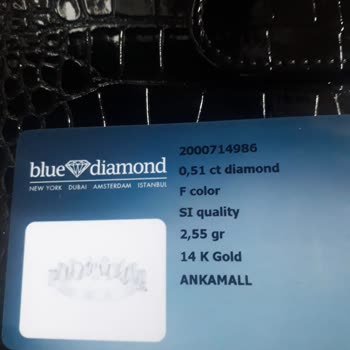 blue diamond
NEW YORK DUBAI AMSTERDAM ISTANBUL
2000714986
0,51 ct diamond
F color
SI quality
2,55 gr
14 K Gold
ANKAMALL